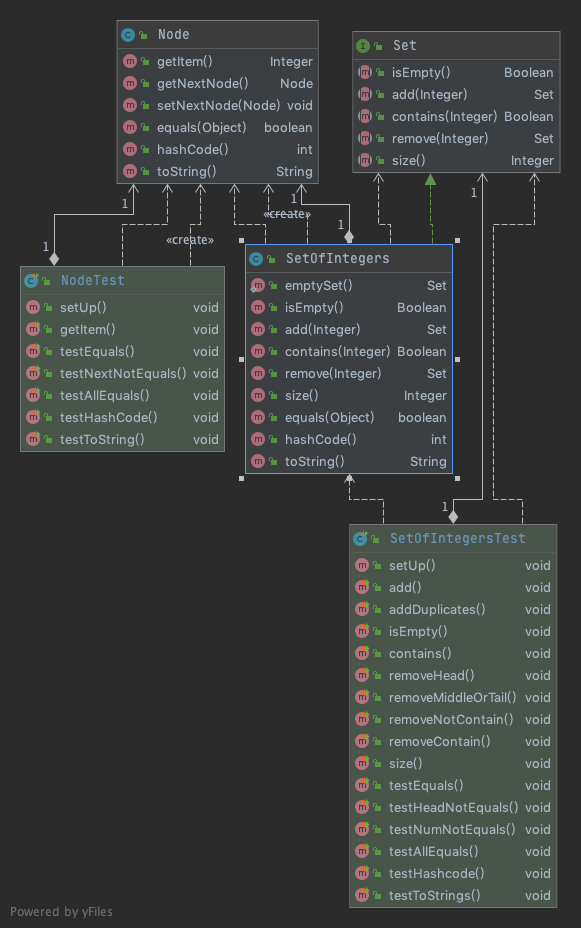 Node
getItem() Integer
getNextNode() Node
setNextNode(Node) void
equals(Object) boolean
hashCode() int
toString() String
Set
isEmpty() Boolean
add(Integer) Set
contains(Integer) Boolean
remove(Integer) Set
size() Integer
1
1
1
1
1
1
«create»
«create»
NodeTest
setUp() void
getItem() void
testEquals() void
testNextNotEquals() void
testAllEquals() void
testHashCode() void
testToString() void
SetOfIntegers
emptySet() Set
isEmpty() Boolean
add(Integer) Set
contains(Integer) Boolean
remove(Integer) Set
size() Integer
equals(Object) boolean
hashCode() int
toString() String
SetOfIntegersTest
setUp() void
add() void
addDuplicates() void
isEmpty() void
contains() void
removeHead() void
removeMiddleOrTail() void
removeNotContain() void
removeContain() void
size() void
testEquals() void
testHeadNotEquals() void
testNumNotEquals() void
testAllEquals() void
testHashcode() void
testToStrings() void
Powered by yFiles